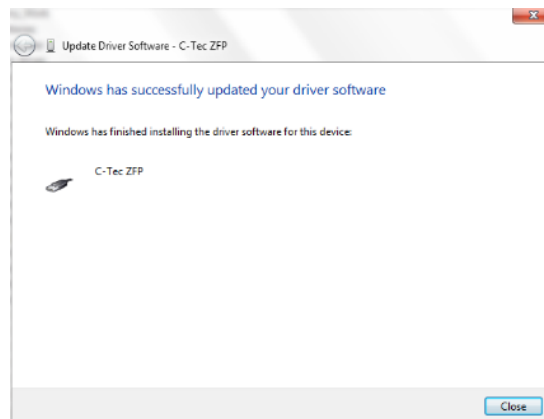 Update Driver Software - C-Tec ZFP
Windows has successfully updated your driver software
Windows has finished installing the driver software for this device:
C-Tec ZFP
Close